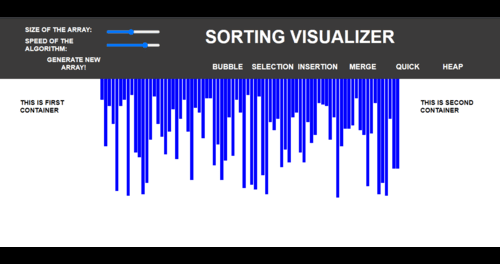 SIZE OF THE ARRAY:
SORTING VISUALIZER
SPEED OF THE
ALGORITHM:
GENERATE NEW
ARRAY!
BUBBLE SELECTION INSERTION MERGE QUICK HEAP
THIS IS FIRST
CONTAINER
THIS IS SECOND
CONTAINER